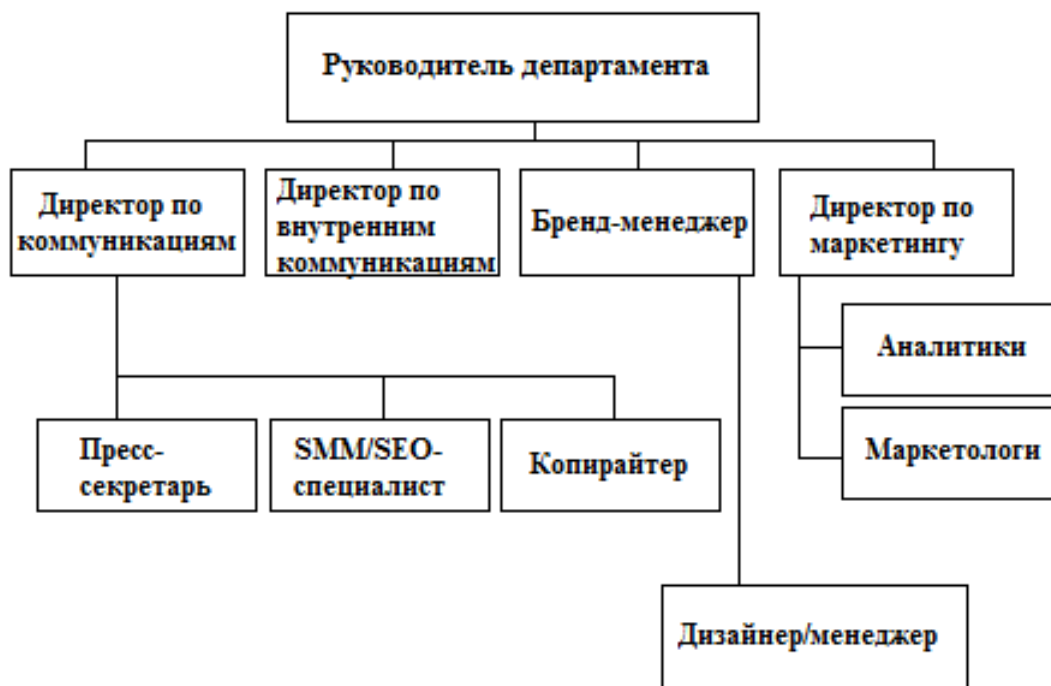 Руководитель департамента
Директор по
коммуникациям
Директор по
внутренним
коммуникациям
Бренд-менеджер
Директор по
маркетингу
Аналитики
Маркетологи
Пресс-
секретарь
SMM/SEO-
специалист
Копирайтер
Дизайнер/менеджер